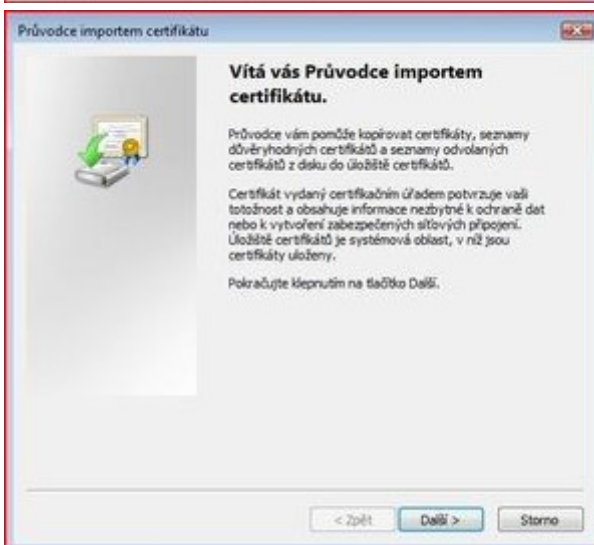 Průvodce importem certifikátu
Vítá vás Průvodce importem
certifikátu.
Průvodce vám pomůže kopírovat certifikáty, seznamy
důvěryhodných certifikátů a seznamy odvolaných
certifikátů z disku do úložiště certifikátů.
Certifikát vydaný certifikačním úřadem potvrzuje vaši
totožnost a obsahuje informace nezbytné k ochraně dat
nebo k vytvoření zabezpečených síťových připojení.
Úložiště certifikátů je systémová oblast, v níž jsou
certifikáty uloženy.
Pokračujte klepnutím na tlačítko Další.
< Zpět Další > Storno